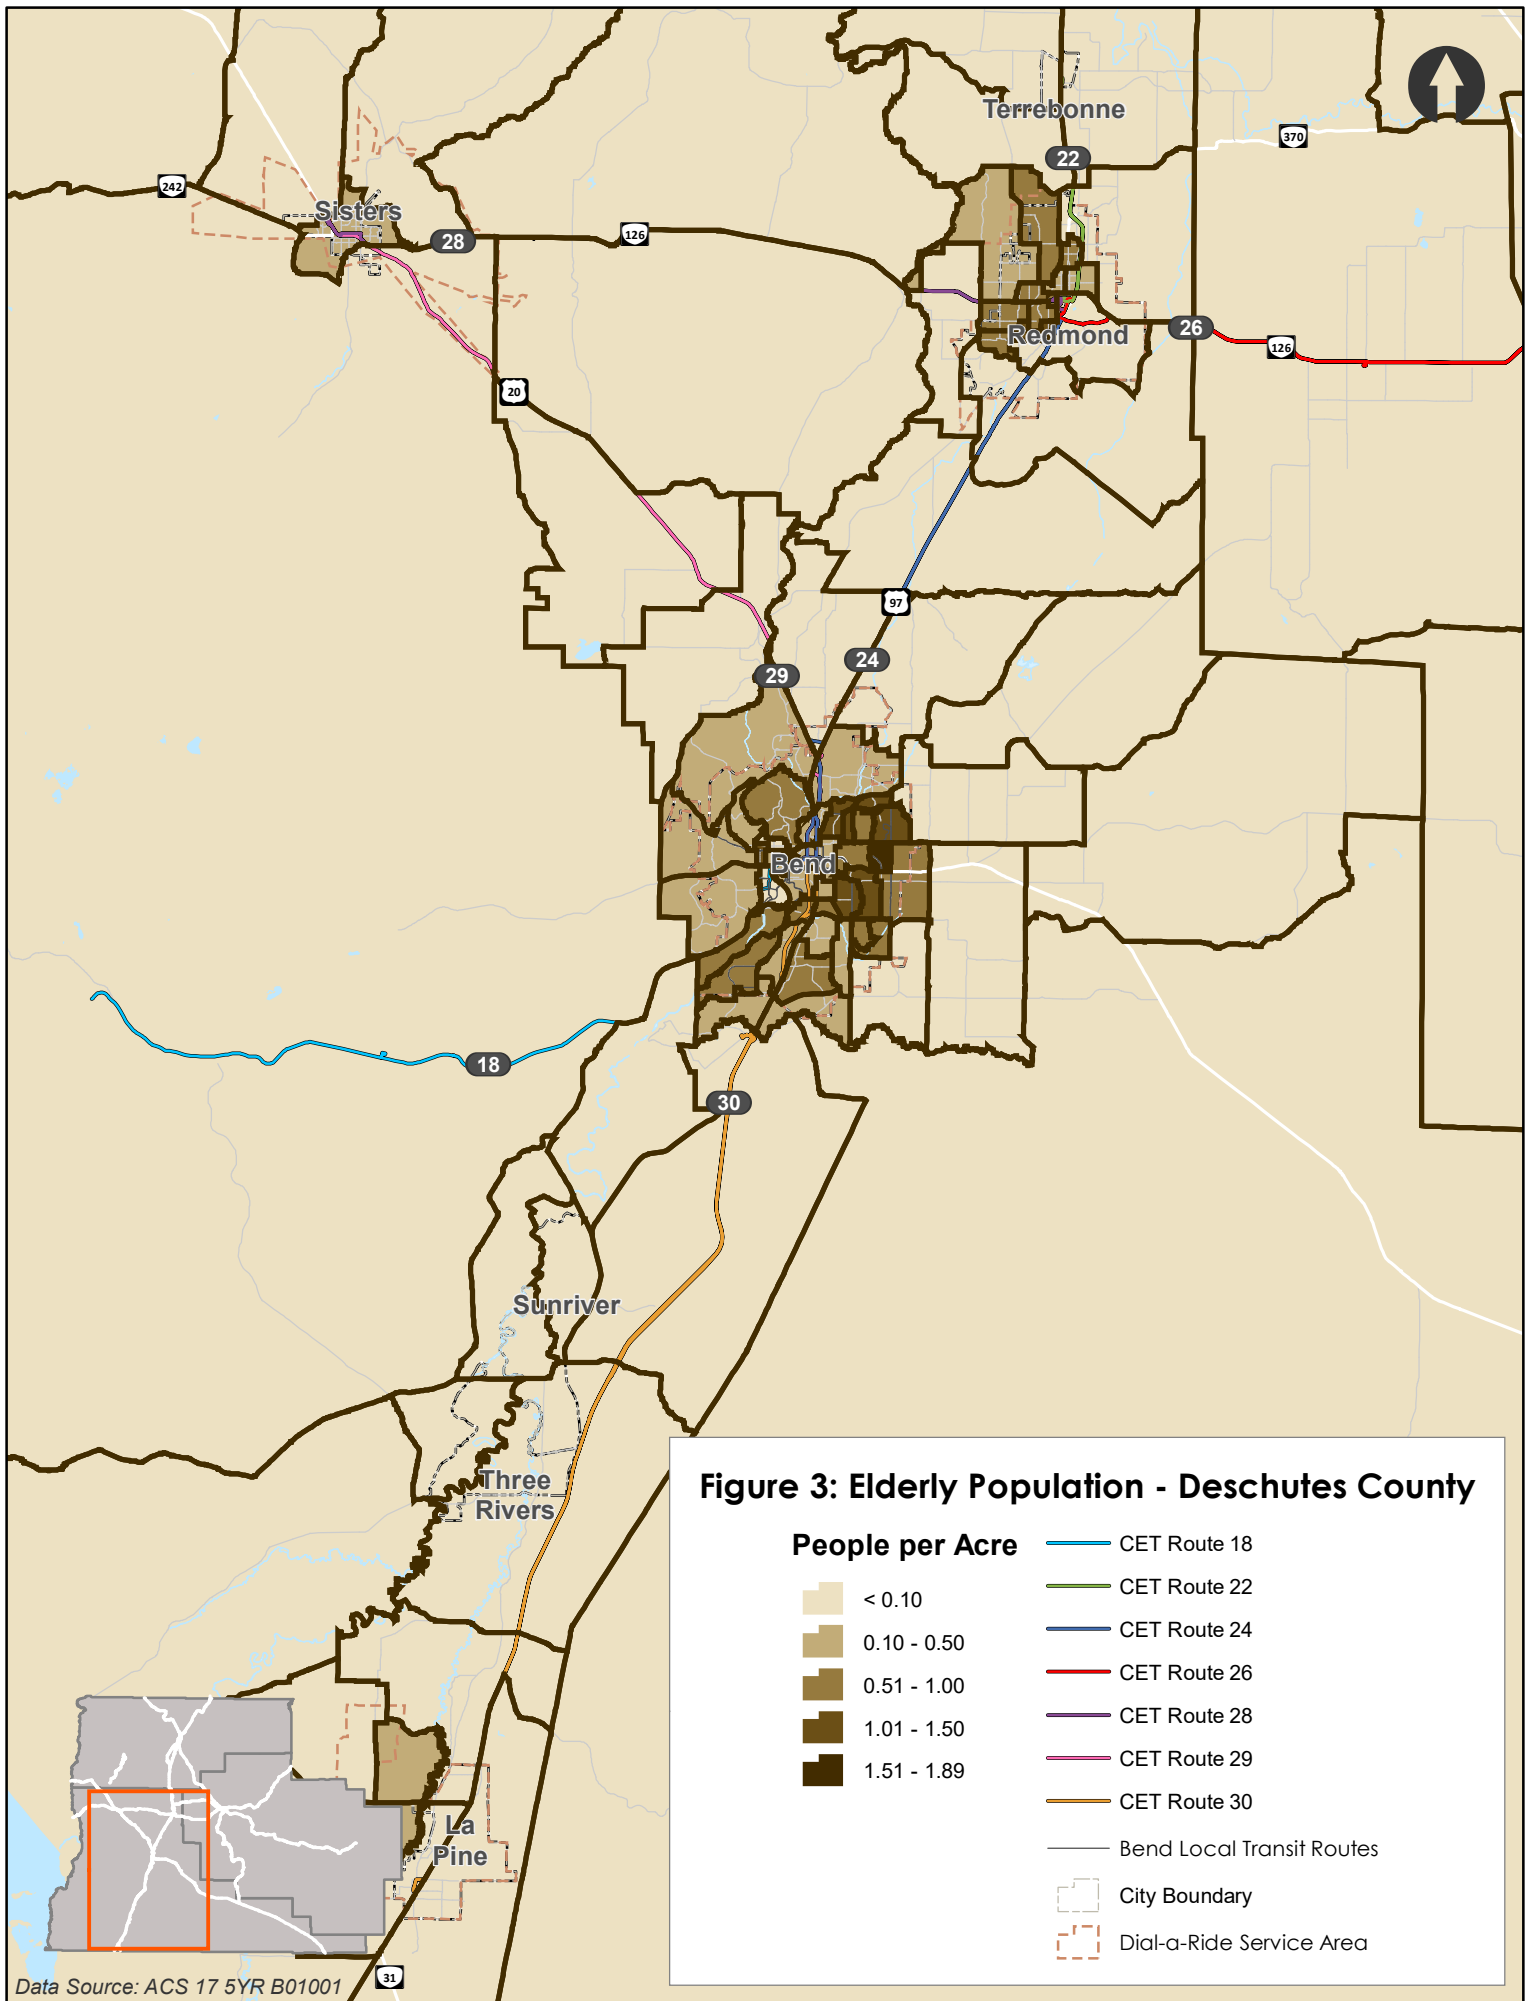 Terrebonne
370
22
242
Sisters
28
126
Redmond
26
126
20
97
24
29
Bend
18
30
Sunriver
Three
Rivers
La
Pine
31
Figure 3: Elderly Population - Deschutes County
People per Acre
< 0.10
0.10 - 0.50
0.51 - 1.00
1.01 - 1.50
1.51 - 1.89
CET Route 18
CET Route 22
CET Route 24
CET Route 26
CET Route 28
CET Route 29
CET Route 30
Bend Local Transit Routes
City Boundary
Dial-a-Ride Service Area
Data Source: ACS 17 5YR B01001